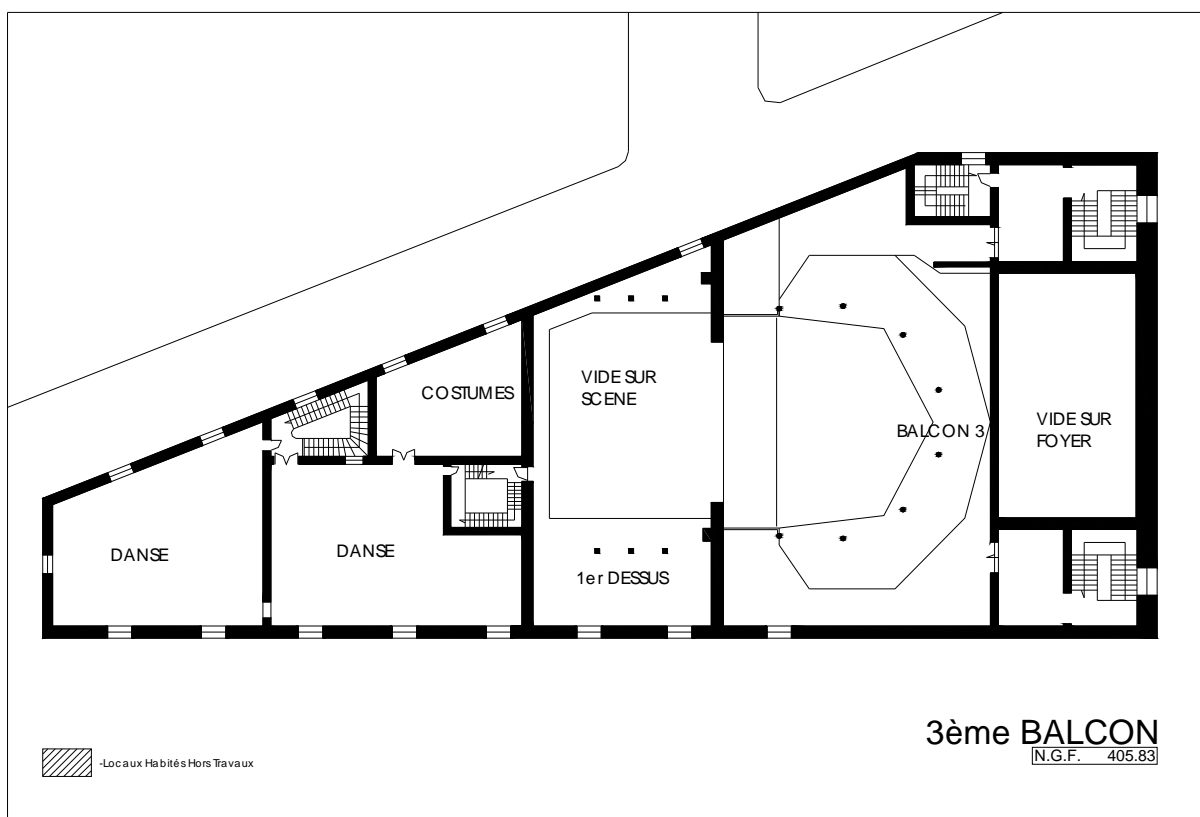 COSTUMES
VIDE SUR
SCENE
BALCON 3
VIDE SUR
FOYER
DANSE
DANSE
1er DESSUS
3ème BALCON
N.G.F. 405.83
-Locaux Habités Hors Travaux